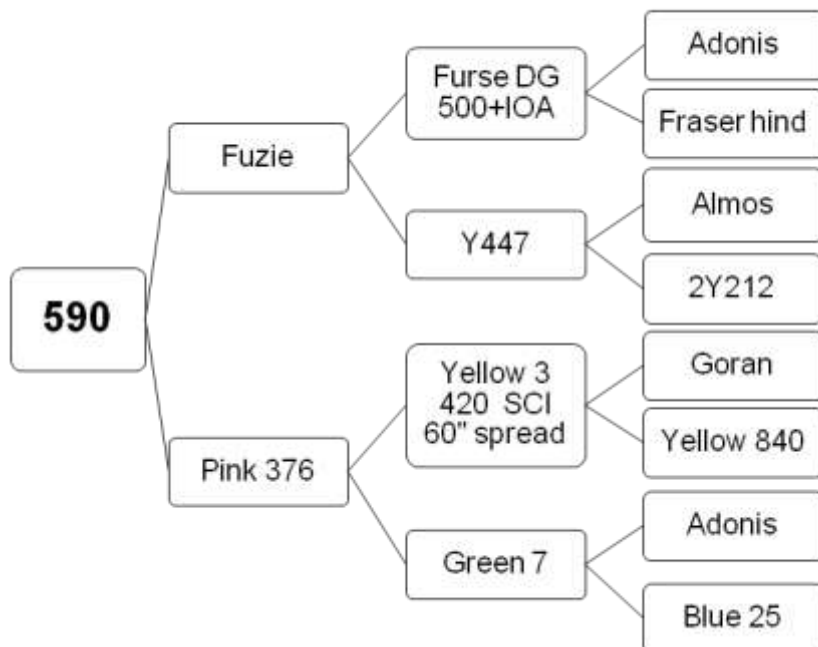 590
Fuzie
Pink 376
Furse DG
500+IOA
Y447
Yellow 3
420 SCI
60" spread
Green 7
Adonis
Fraser hind
Almos
2Y212
Goran
Yellow 840
Adonis
Blue 25